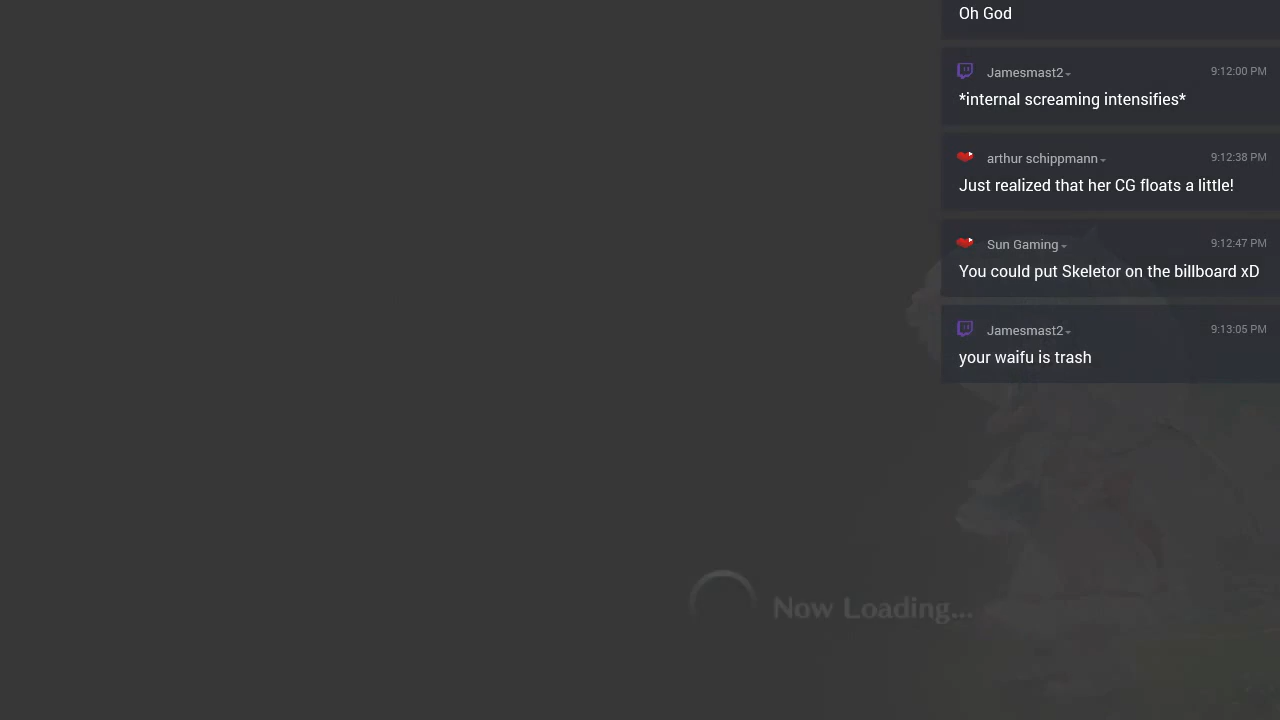 Oh God
Jamesmast2
9:12:00 PM
*internal screaming intensifies*
arthur schippmann
9:12:38 PM
Just realized that her CG floats a little!
Sun Gaming
9:12:47 PM
You could put Skeletor on the billboard xD
Jamesmast2
9:13:05 PM
your waifu is trash
Now Loading...